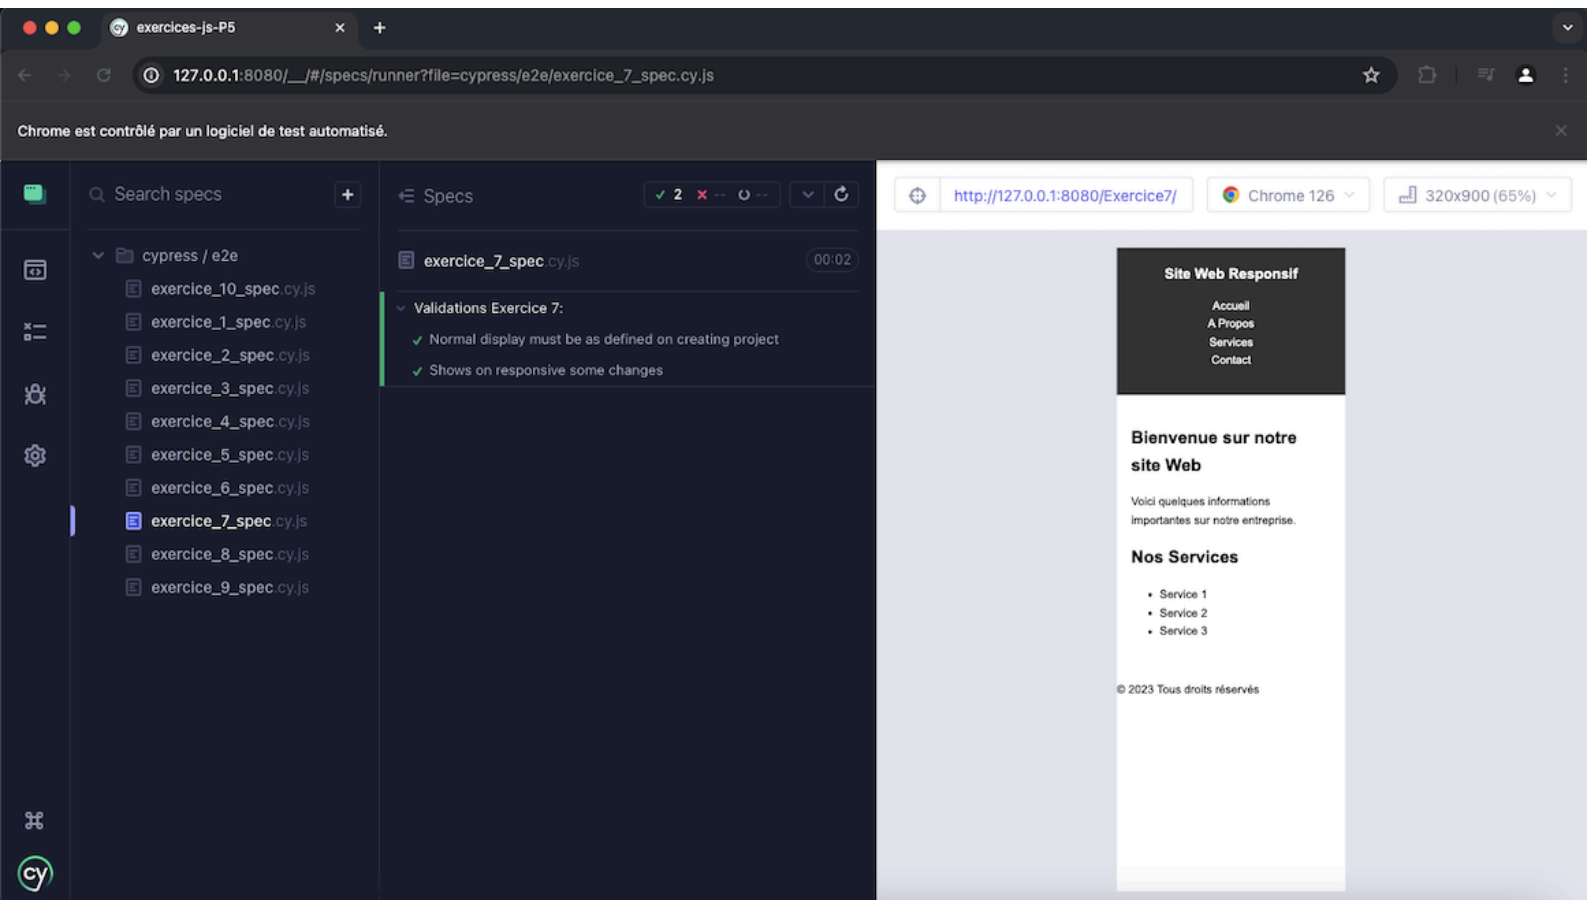 exercices-js-P5
127.0.0.1:8080/__/#/specs/runner?file=cypress/e2e/exercice_7_spec.cy.js
Chrome est contrôlé par un logiciel de test automatisé.
Search specs
cypress / e2e
exercice_10_spec.cy.js
exercice_1_spec.cy.js
exercice_2_spec.cy.js
exercice_3_spec.cy.js
exercice_4_spec.cy.js
exercice_5_spec.cy.js
exercice_6_spec.cy.js
exercice_7_spec.cy.js
exercice_8_spec.cy.js
exercice_9_spec.cy.js
cy
Specs
2 -- --
exercice_7_spec.cy.js 00:02
Validations Exercice 7:
Normal display must be as defined on creating project
Shows on responsive some changes
http://127.0.0.1:8080/Exercice7/
Chrome 126
320x900 (65%)
Site Web Responsif
Accueil
A Propos
Services
Contact
Bienvenue sur notre
site Web
Voici quelques informations
importantes sur notre entreprise.
Nos Services
• Service 1
• Service 2
• Service 3
© 2023 Tous droits réservés